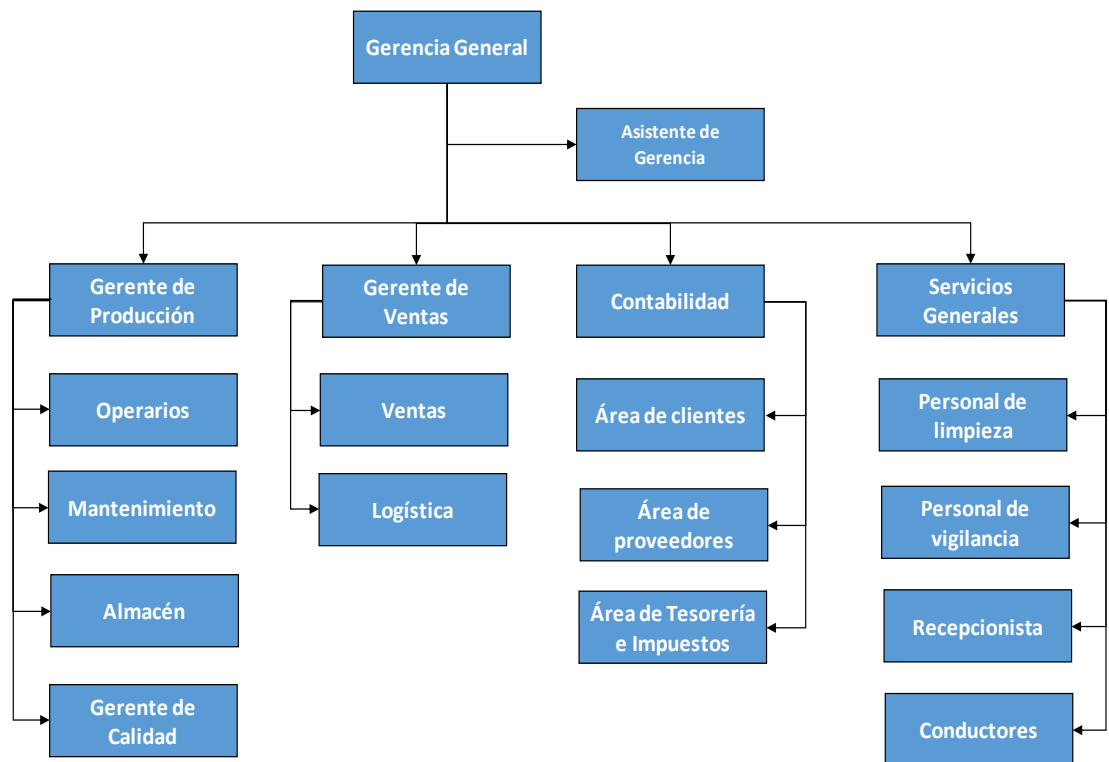 Gerencia General
Asistente de
Gerencia
Gerente de
Producción
Gerente de
Ventas
Contabilidad
Servicios
Generales
Operarios
Ventas
Área de clientes
Personal de
limpieza
Mantenimiento
Logística
Área de
proveedores
Personal de
vigilancia
Almacén
Área de Tesorería
e Impuestos
Recepcionista
Gerente de
Calidad
Conductores